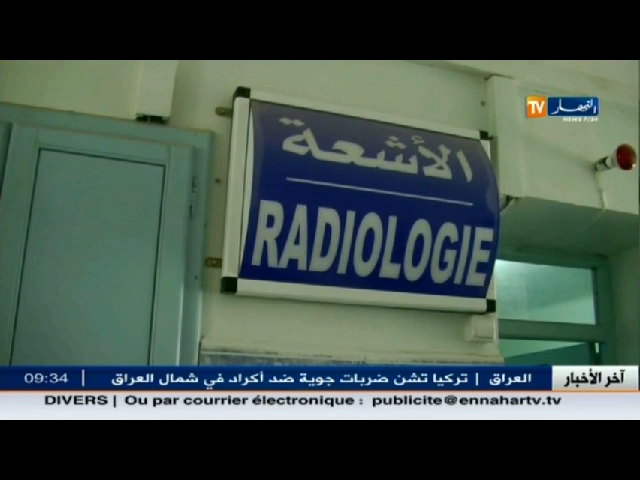 النهار TV
NEWS 7/24
الأشعة
RADIOLOGIE
آخر الأخبار
العراق | تركيا تشن ضربات جوية ضد أكراد في شمال العراق
09:34
DIVERS | Ou par courrier électronique : publicite@ennahartv.tv